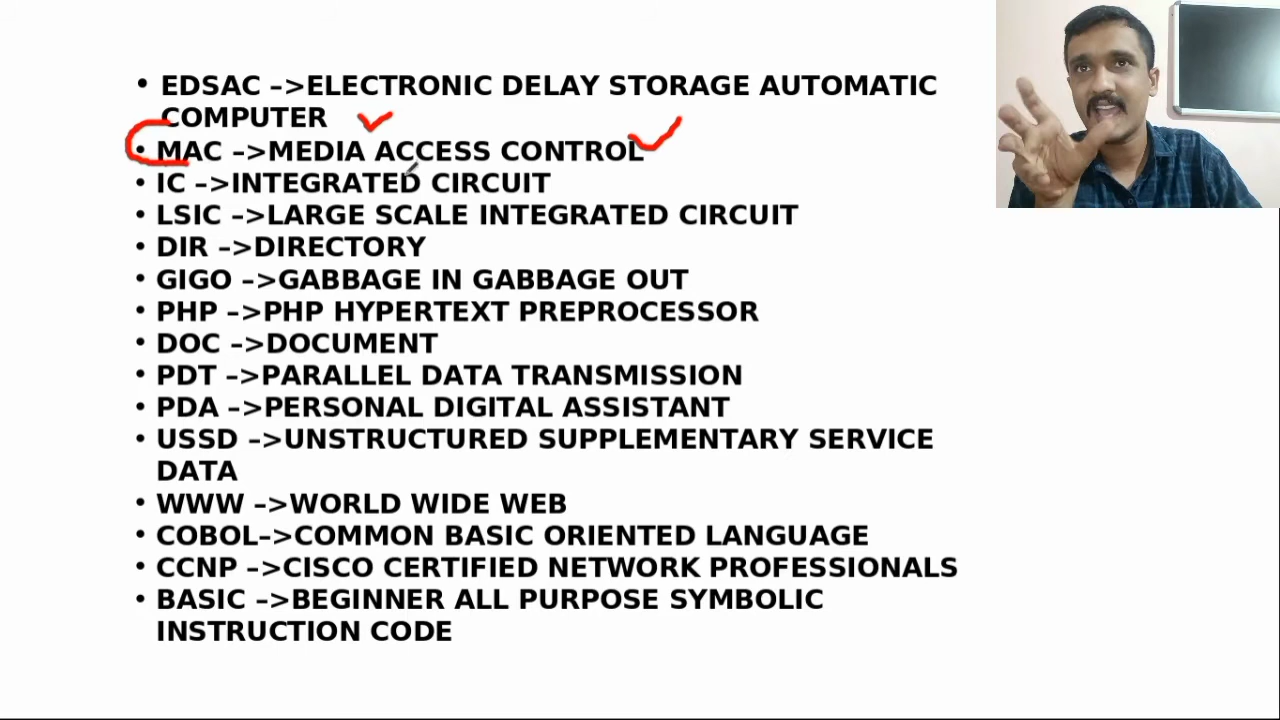 • EDSAC –>ELECTRONIC DELAY STORAGE AUTOMATIC
COMPUTER
• MAC –>MEDIA ACCESS CONTROL
• IC –>INTEGRATED CIRCUIT
• LSIC –>LARGE SCALE INTEGRATED CIRCUIT
• DIR –>DIRECTORY
• GIGO –>GABBAGE IN GABBAGE OUT
• PHP –>PHP HYPERTEXT PREPROCESSOR
• DOC –>DOCUMENT
• PDT –>PARALLEL DATA TRANSMISSION
• PDA –>PERSONAL DIGITAL ASSISTANT
• USSD –>UNSTRUCTURED SUPPLEMENTARY SERVICE
DATA
• WWW –>WORLD WIDE WEB
• COBOL–>COMMON BASIC ORIENTED LANGUAGE
• CCNP –>CISCO CERTIFIED NETWORK PROFESSIONALS
• BASIC –>BEGINNER ALL PURPOSE SYMBOLIC
INSTRUCTION CODE